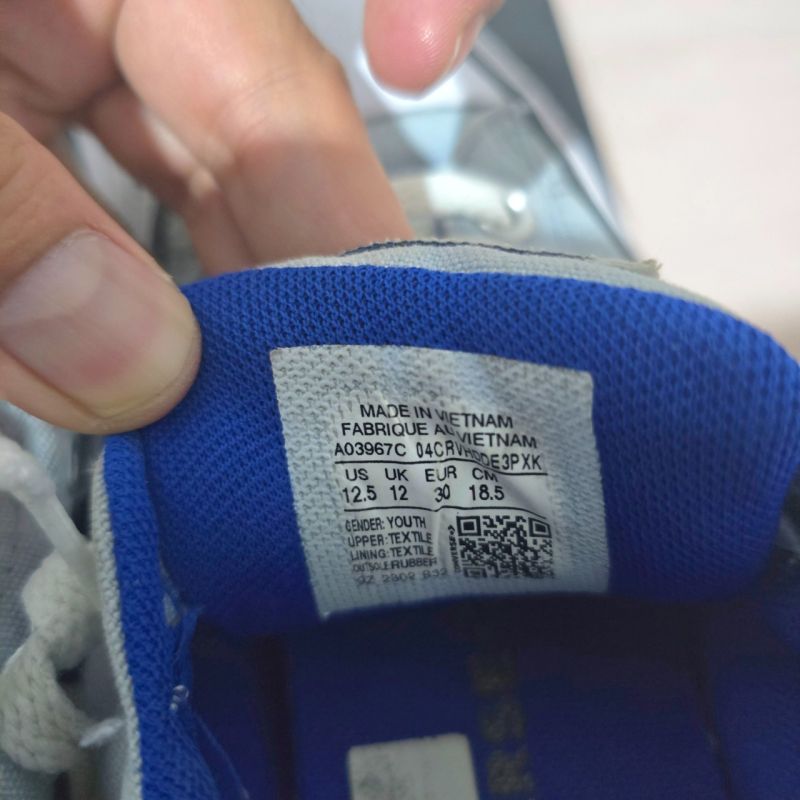 MADE IN VIETNAM
FABRIQUE AU VIETNAM
A03967C 04CRVHDDE3PXK
US UK EUR CM
12.5 12 30 18.5
GENDER: YOUTH
UPPER: TEXTILE
LINING: TEXTILE
OUTSOLE: RUBBER